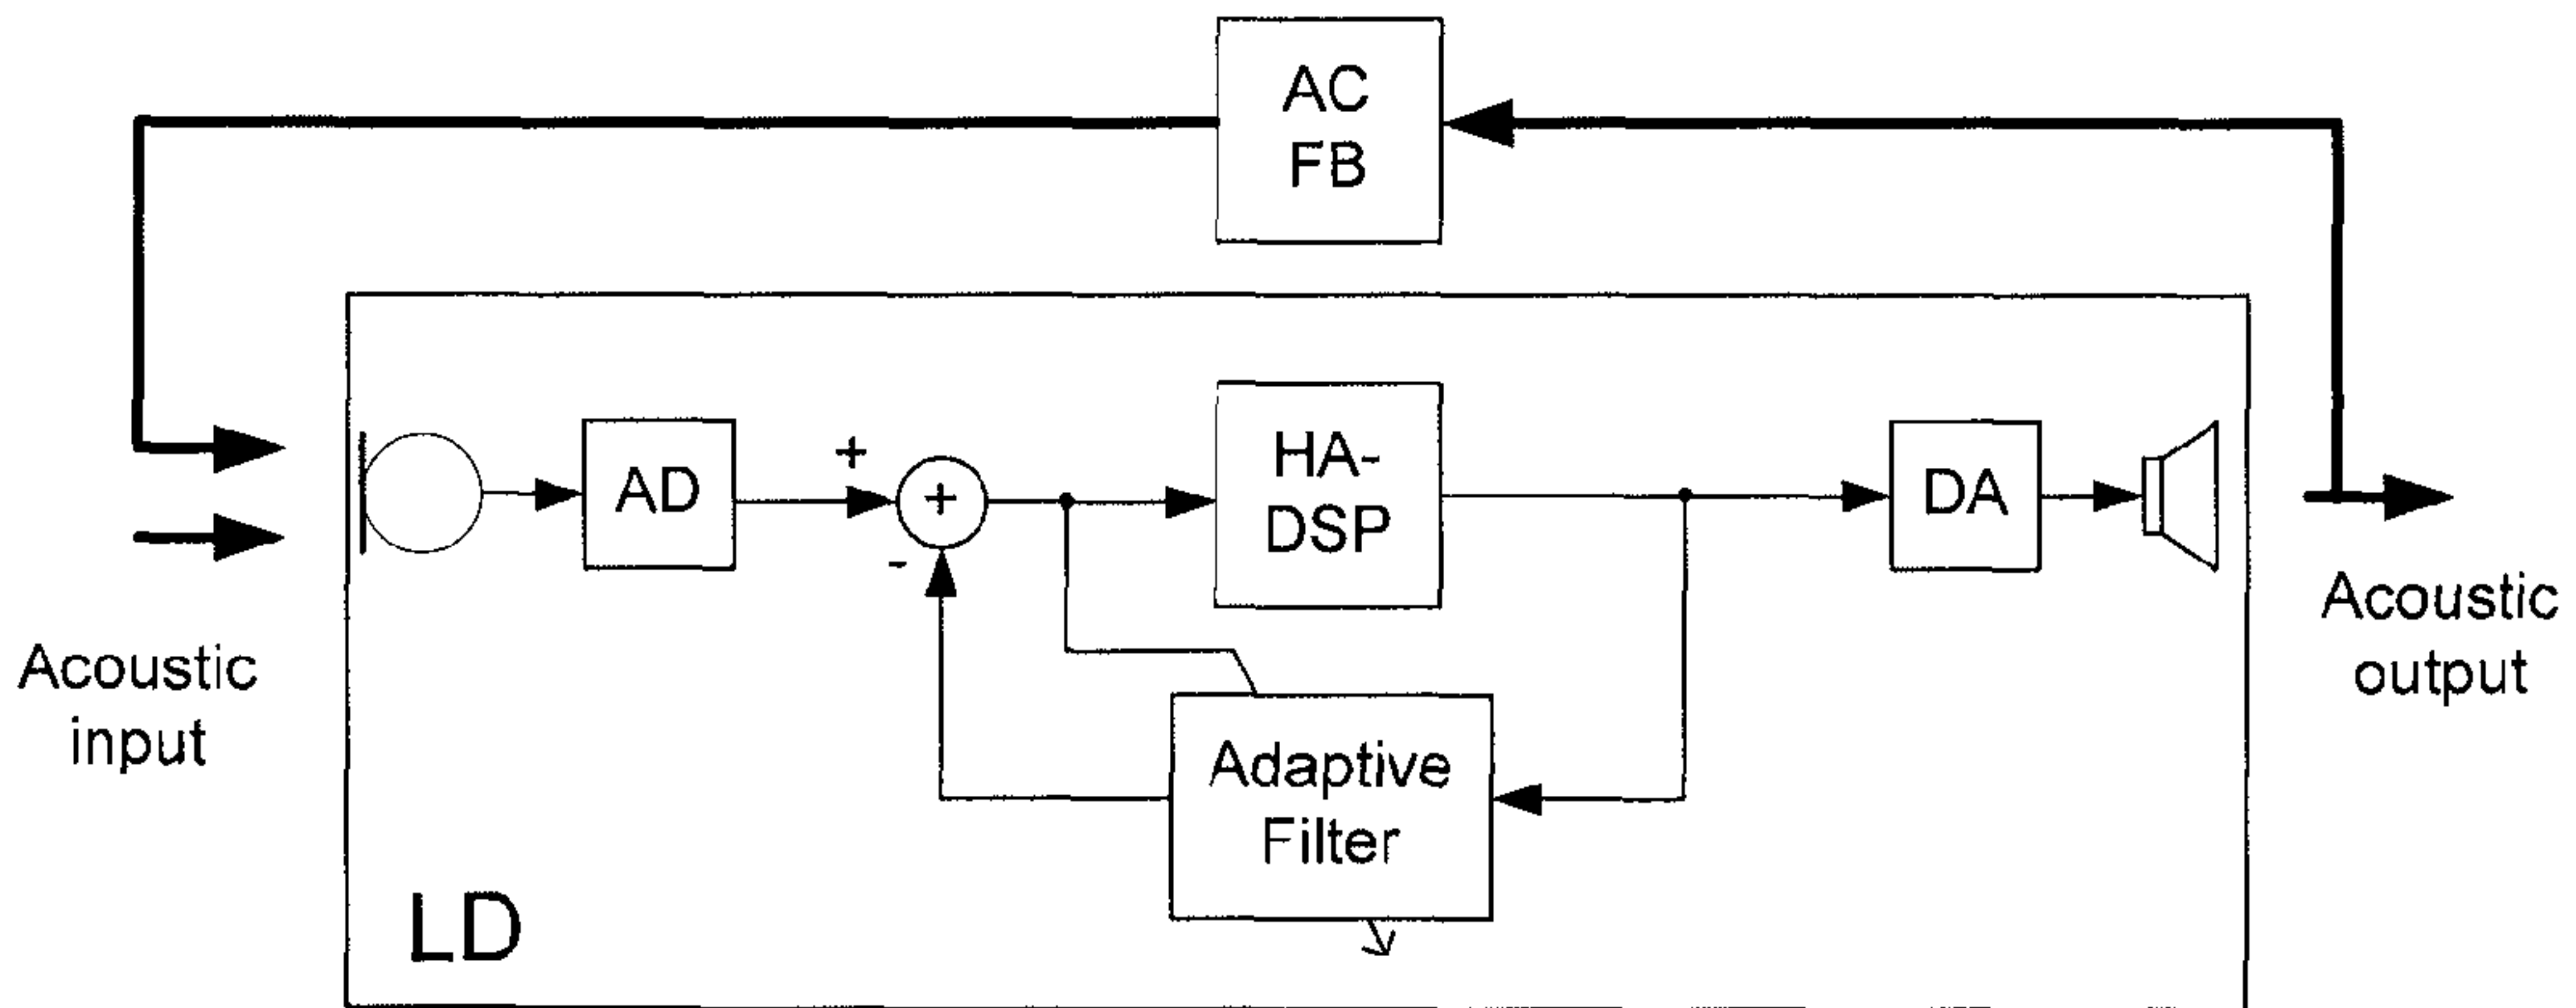 AC
FB
+
AD
+
-
HA-
DSP
DA
Acoustic
input
Acoustic
output
Adaptive
Filter
LD